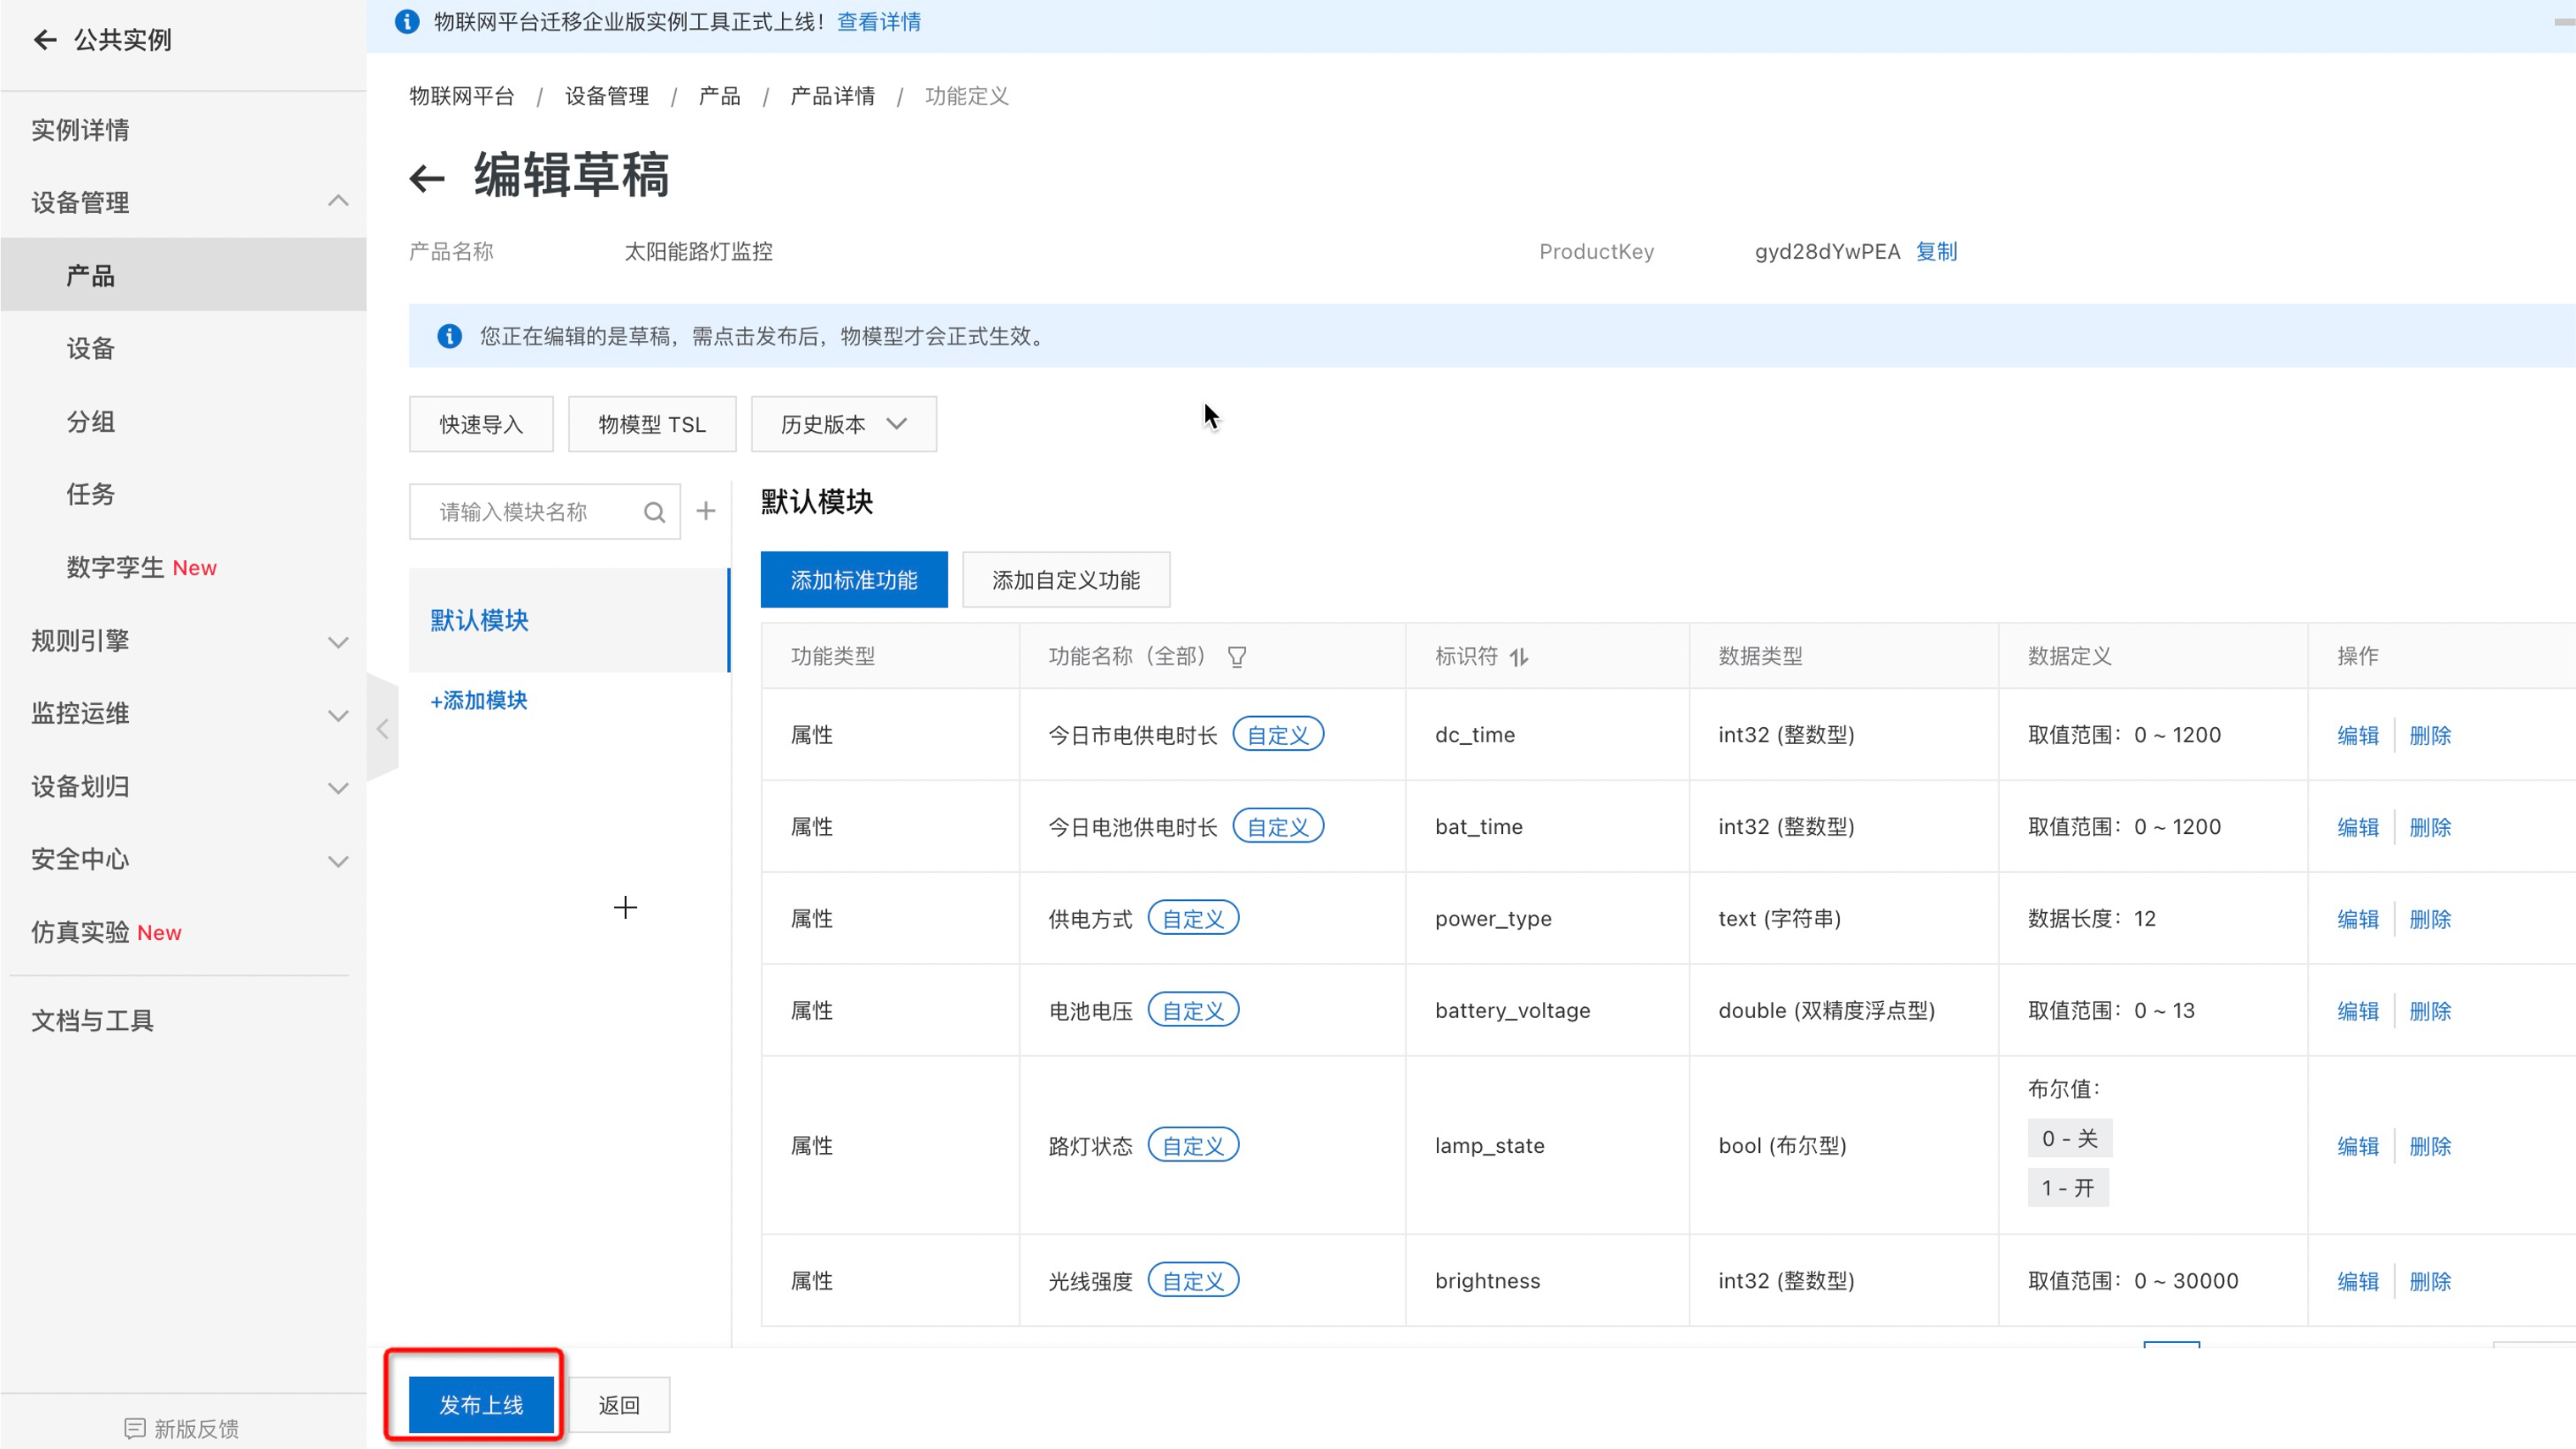 公共实例
物联网平台迁移企业版实例工具正式上线! 查看详情
实例详情
设备管理
产品
设备
分组
任务
数字孪生 New
规则引擎
监控运维
设备划归
安全中心
仿真实验 New
文档与工具
新版反馈
物联网平台 / 设备管理 / 产品 / 产品详情 / 功能定义
编辑草稿
产品名称 太阳能路灯监控 ProductKey gyd28dYwPEA 复制
您正在编辑的是草稿，需点击发布后，物模型才会正式生效。
快速导入 物模型 TSL 历史版本
请输入模块名称
默认模块
+添加模块
默认模块
添加标准功能 添加自定义功能
功能类型 功能名称（全部） 标识符 数据类型 数据定义 操作
属性 今日市电供电时长 自定义 dc_time int32 (整数型) 取值范围：0 ~ 1200 编辑 删除
属性 今日电池供电时长 自定义 bat_time int32 (整数型) 取值范围：0 ~ 1200 编辑 删除
属性 供电方式 自定义 power_type text (字符串) 数据长度：12 编辑 删除
属性 电池电压 自定义 battery_voltage double (双精度浮点型) 取值范围：0 ~ 13 编辑 删除
布尔值：
0 - 关
属性 路灯状态 自定义 lamp_state bool (布尔型) 编辑 删除
1 - 开
属性 光线强度 自定义 brightness int32 (整数型) 取值范围：0 ~ 30000 编辑 删除
发布上线 返回